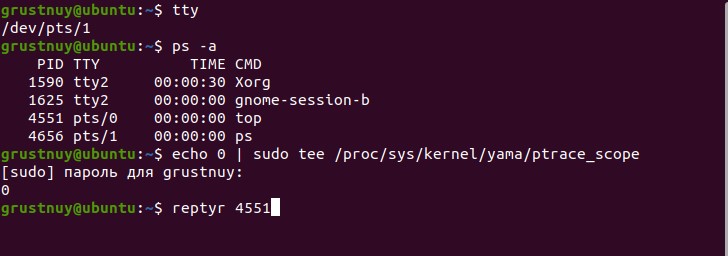 grustnuy@ubuntu:~$ tty
/dev/pts/1
grustnuy@ubuntu:~$ ps -a
PID TTY TIME CMD
1590 tty2 00:00:30 Xorg
1625 tty2 00:00:00 gnome-session-b
4551 pts/0 00:00:00 top
4656 pts/1 00:00:00 ps
grustnuy@ubuntu:~$ echo 0 | sudo tee /proc/sys/kernel/yama/ptrace_scope
[sudo] пароль для grustnuy:
0
grustnuy@ubuntu:~$ reptyr 4551